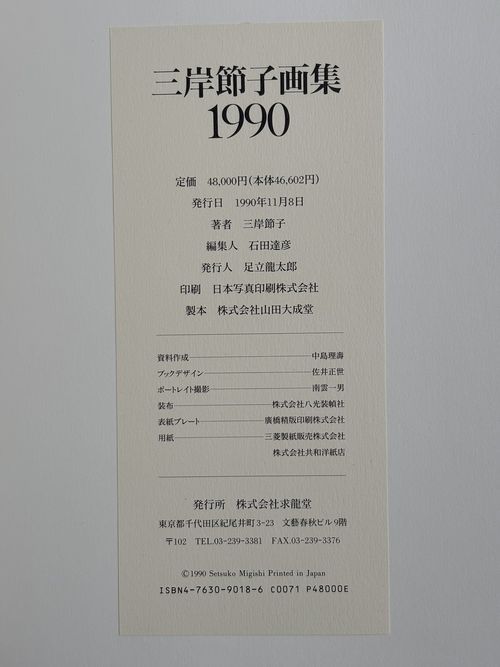 三岸節子画集
1990
定価　48,000円(本体46,602円)
発行日　1990年11月8日
著者　三岸節子
編集人　石田達彦
発行人　足立龍太郎
印刷　日本写真印刷株式会社
製本　株式会社山田大成堂
資料作成 中島理壽
ブックデザイン 佐井正世
ポートレイト撮影 南雲一男
装布 株式会社八光装幀社
表紙プレート 廣橋精版印刷株式会社
用紙 三菱製紙販売株式会社
株式会社共和洋紙店
発行所　株式会社求龍堂
東京都千代田区紀尾井町3-23　文藝春秋ビル9階
〒102　TEL.03-239-3381　FAX.03-239-3376
©1990 Setsuko Migishi Printed in Japan
ISBN4-7630-9018-6 C0071 P48000E